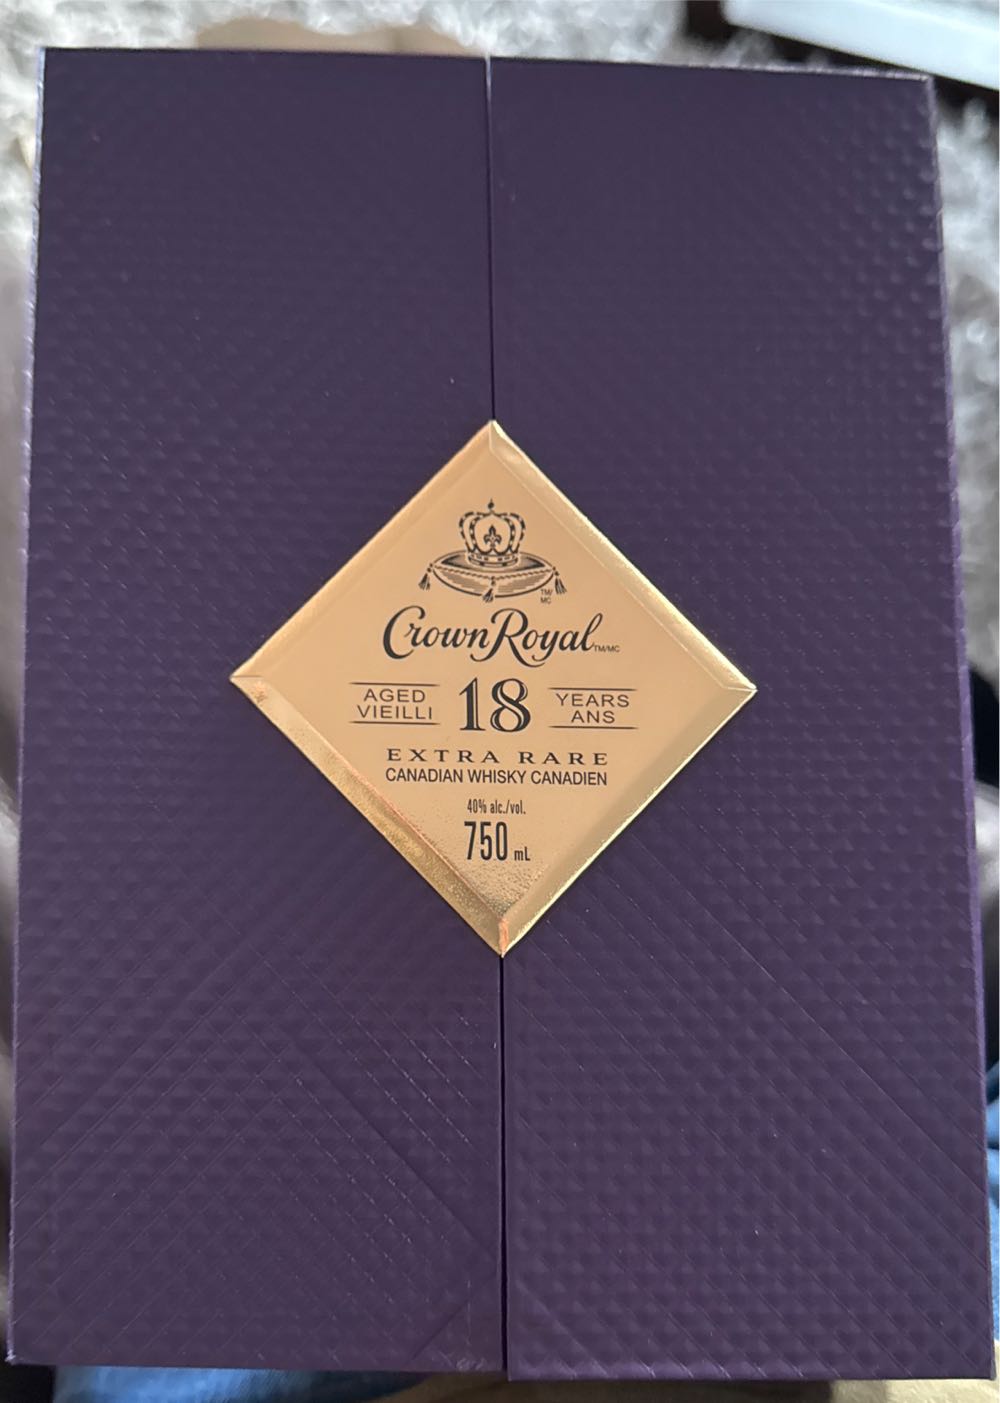 TM/
MC
Crown Royal TM/MC
AGED 18 YEARS
VIEILLI ANS
EXTRA RARE
CANADIAN WHISKY CANADIEN
40% alc./vol.
750 mL